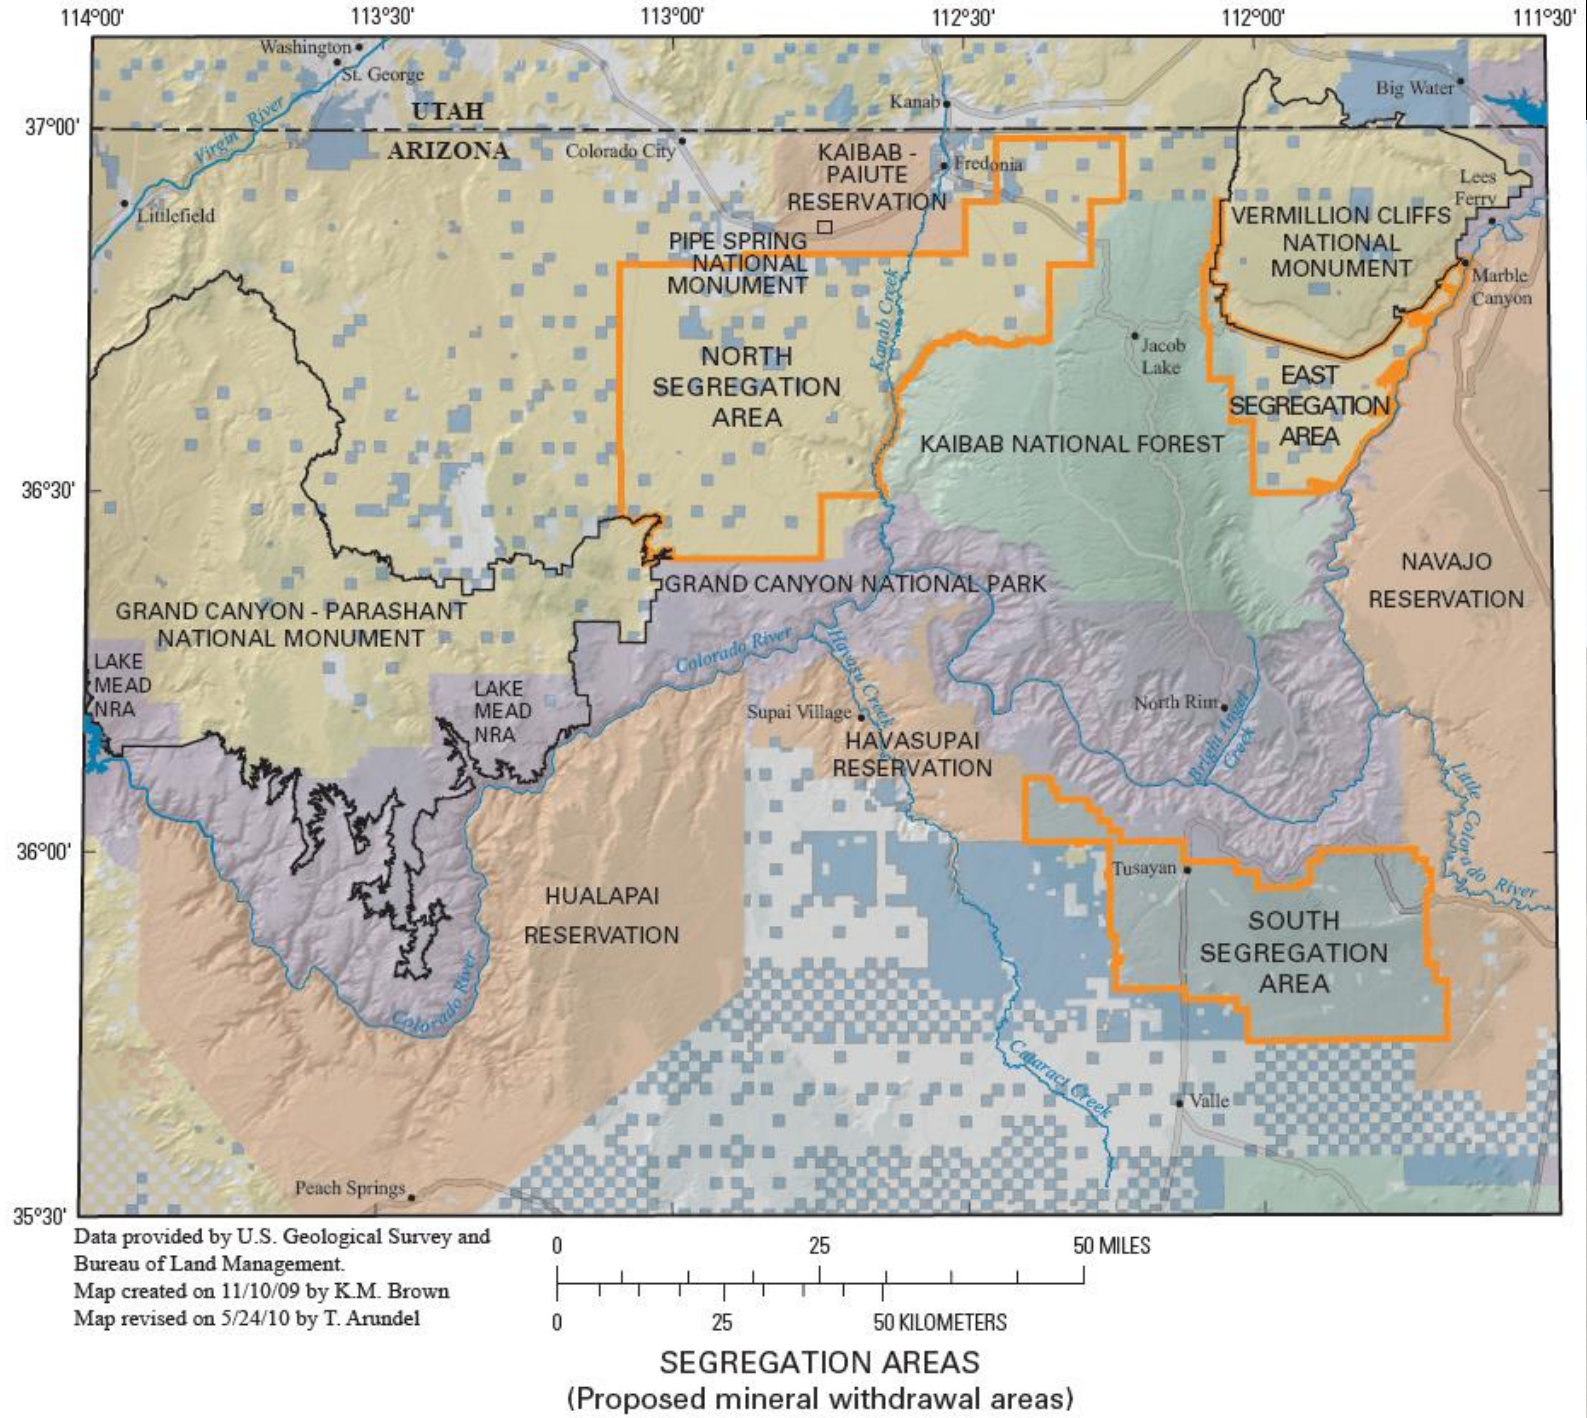 114°00'
113°30'
113°00'
112°30'
112°00'
111°30'
Washington
St. George
Virgin River
UTAH
37°00'
ARIZONA
Colorado City
Kanab
Big Water
KAIBAB -
PAIUTE
RESERVATION
Fredonia
Lees
Ferry
Littlefield
PIPE SPRING
NATIONAL
MONUMENT
VERMILLION CLIFFS
NATIONAL
MONUMENT
Marble
Canyon
Kanab Creek
Jacob
Lake
NORTH
SEGREGATION
AREA
EAST
SEGREGATION
AREA
KAIBAB NATIONAL FOREST
36°30'
NAVAJO
RESERVATION
GRAND CANYON NATIONAL PARK
GRAND CANYON - PARASHANT
NATIONAL MONUMENT
LAKE
MEAD
NRA
LAKE
MEAD
NRA
Colorado River
Havasu Creek
Supai Village
HAVASUPAI
RESERVATION
North Rim
Bright Angel
Creek
Little Colorado River
36°00'
Tusayan
HUALAPAI
RESERVATION
SOUTH
SEGREGATION
AREA
Colorado River
Cataract Creek
Valle
Peach Springs
35°30'
Data provided by U.S. Geological Survey and
Bureau of Land Management.
Map created on 11/10/09 by K.M. Brown
Map revised on 5/24/10 by T. Arundel
0 25 50 MILES
0 25 50 KILOMETERS
SEGREGATION AREAS
(Proposed mineral withdrawal areas)